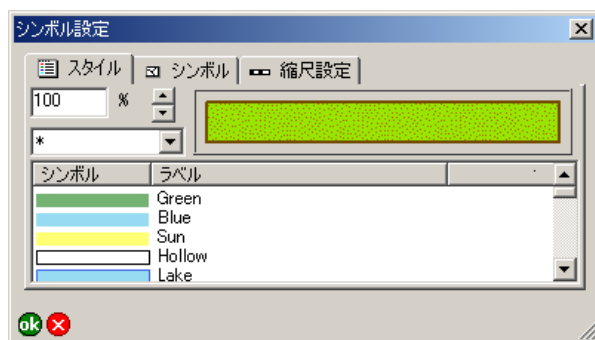 シンボル設定
スタイル シンボル 縮尺設定
100 %
*
シンボル ラベル
Green
Blue
Sun
Hollow
Lake
ok